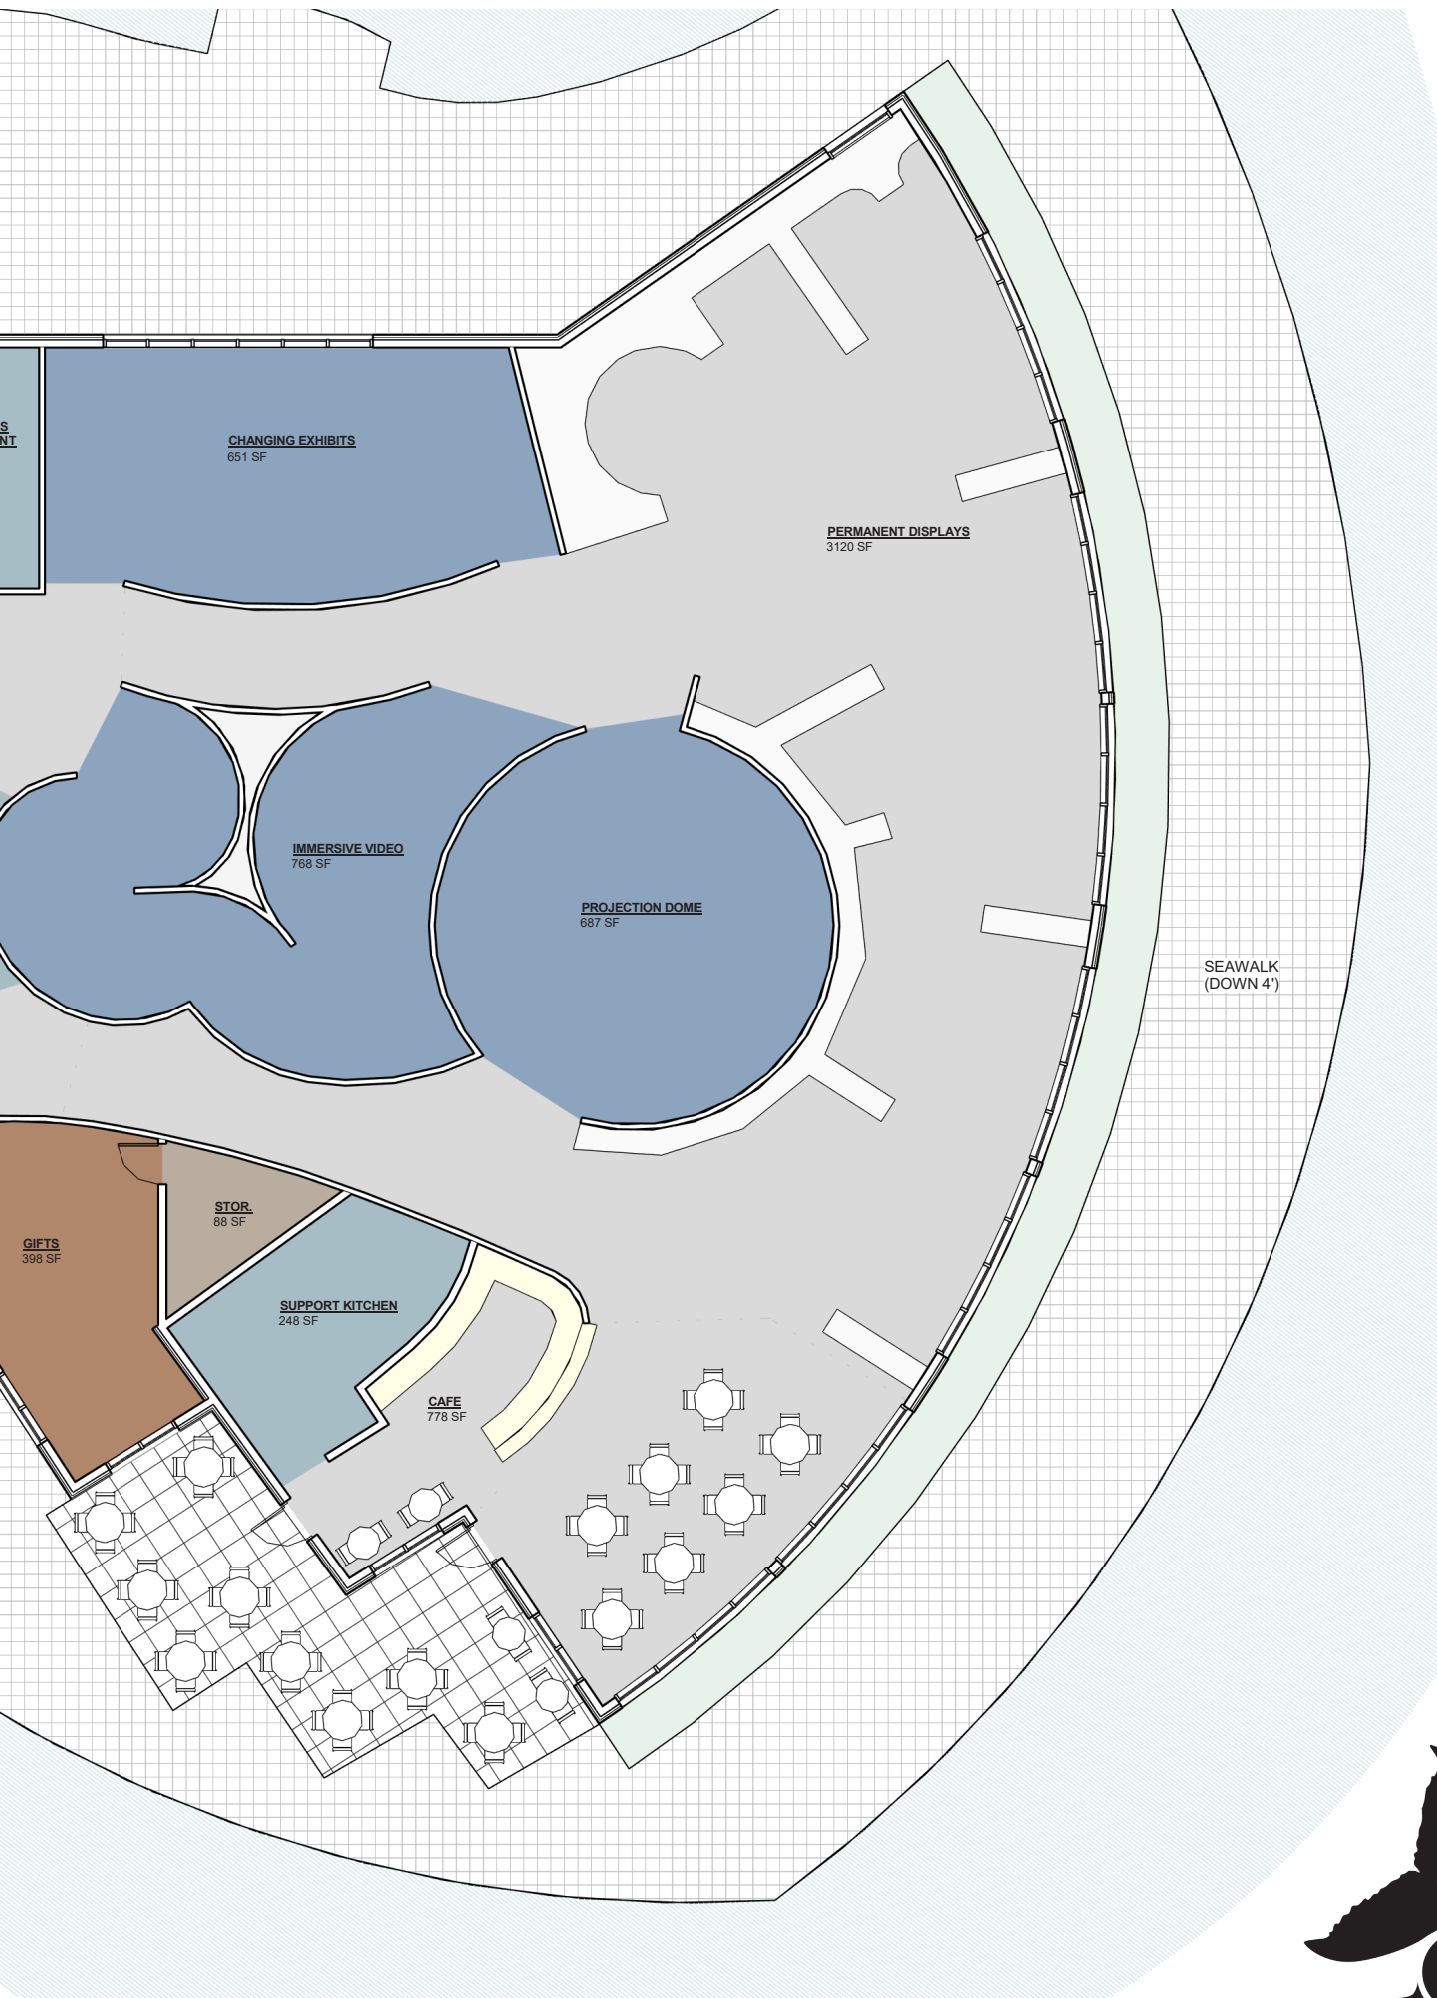 S
NT
CHANGING EXHIBITS
651 SF
PERMANENT DISPLAYS
3120 SF
IMMERSIVE VIDEO
768 SF
PROJECTION DOME
687 SF
SEAWALK
(DOWN 4')
STOR.
88 SF
GIFTS
398 SF
SUPPORT KITCHEN
248 SF
CAFE
778 SF